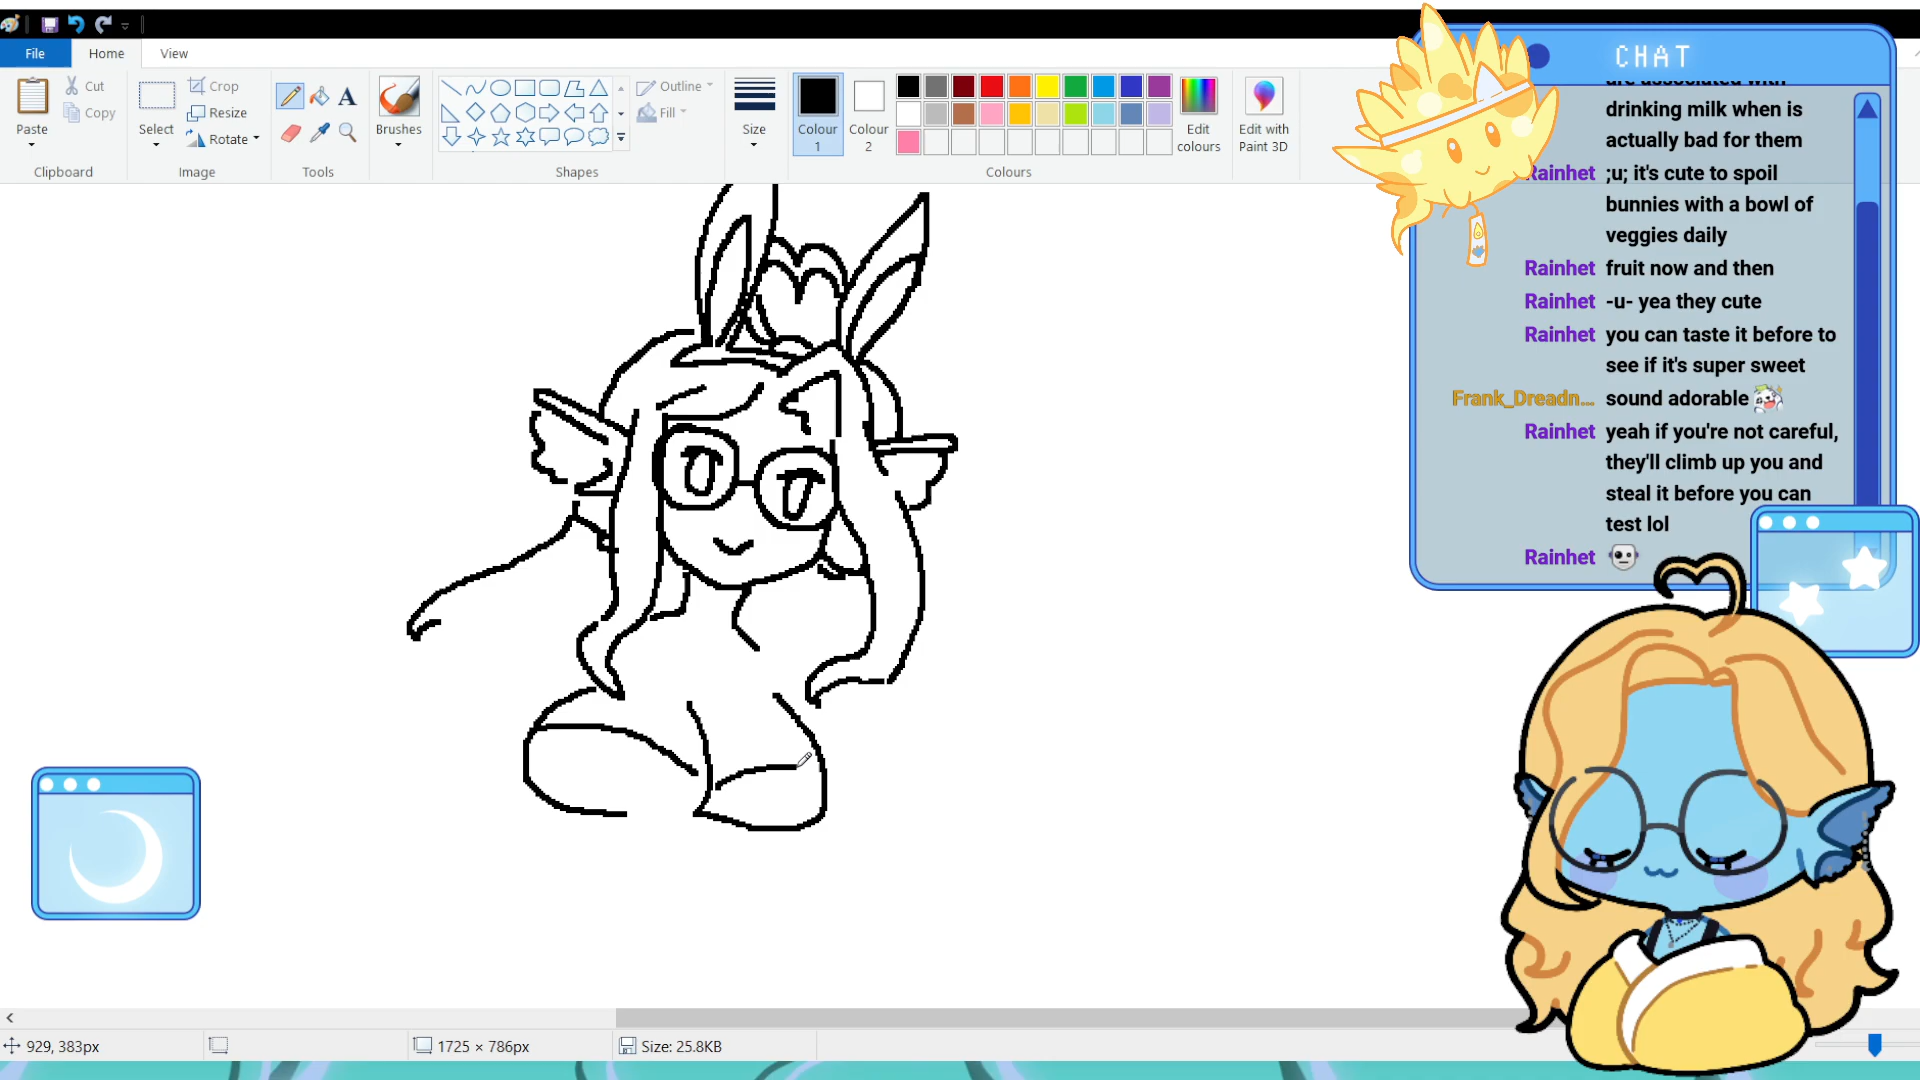 File
Home
View
Paste
Cut
Copy
Clipboard
Select
Crop
Resize
Rotate
Image
A
Tools
Brushes
Outline
Fill
Shapes
Size
Colour
1
Colour
2
Edit
colours
Colours
Edit with
Paint 3D
CHAT
are associated with
drinking milk when is
actually bad for them
Rainhet ;u; it's cute to spoil
bunnies with a bowl of
veggies daily
Rainhet fruit now and then
Rainhet -u- yea they cute
Rainhet you can taste it before to
see if it's super sweet
Frank_Dreadn... sound adorable
Rainhet yeah if you're not careful,
they'll climb up you and
steal it before you can
test lol
Rainhet
929, 383px
1725 × 786px
Size: 25.8KB